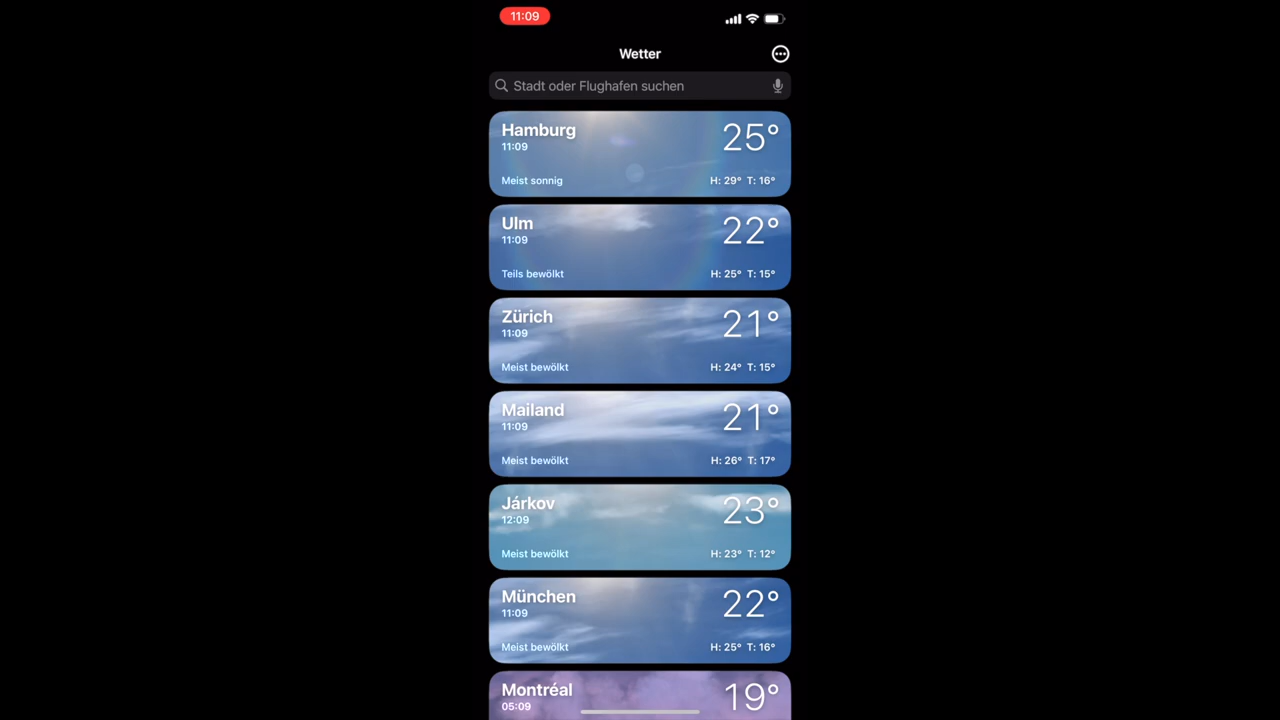 11:09
Wetter
Stadt oder Flughafen suchen
Hamburg
25°
11:09
Meist sonnig
H: 29° T: 16°
Ulm
22°
11:09
Teils bewölkt
H: 25° T: 15°
Zürich
21°
11:09
Meist bewölkt
H: 24° T: 15°
Mailand
21°
11:09
Meist bewölkt
H: 26° T: 17°
Járkov
23°
12:09
Meist bewölkt
H: 23° T: 12°
München
22°
11:09
Meist bewölkt
H: 25° T: 16°
Montréal
19°
05:09